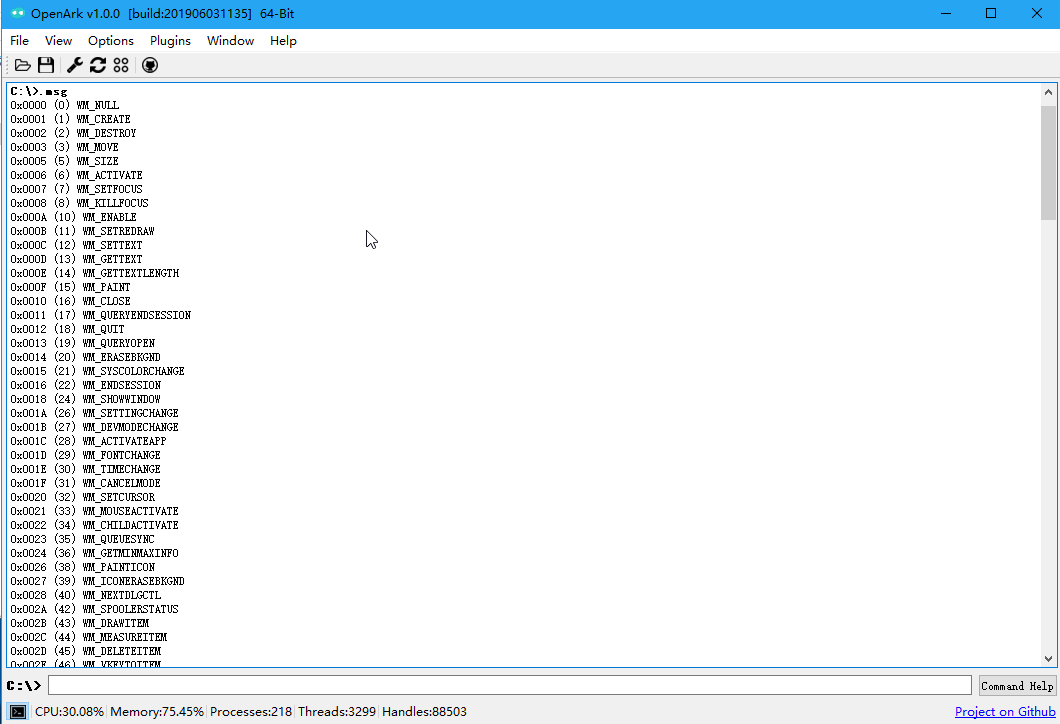 OpenArk v1.0.0 [build:201906031135] 64-Bit
File View Options Plugins Window Help
C:\>.msg
0x0000 (0) WM_NULL
0x0001 (1) WM_CREATE
0x0002 (2) WM_DESTROY
0x0003 (3) WM_MOVE
0x0005 (5) WM_SIZE
0x0006 (6) WM_ACTIVATE
0x0007 (7) WM_SETFOCUS
0x0008 (8) WM_KILLFOCUS
0x000A (10) WM_ENABLE
0x000B (11) WM_SETREDRAW
0x000C (12) WM_SETTEXT
0x000D (13) WM_GETTEXT
0x000E (14) WM_GETTEXTLENGTH
0x000F (15) WM_PAINT
0x0010 (16) WM_CLOSE
0x0011 (17) WM_QUERYENDSESSION
0x0012 (18) WM_QUIT
0x0013 (19) WM_QUERYOPEN
0x0014 (20) WM_ERASEBKGND
0x0015 (21) WM_SYSCOLORCHANGE
0x0016 (22) WM_ENDSESSION
0x0018 (24) WM_SHOWWINDOW
0x001A (26) WM_SETTINGCHANGE
0x001B (27) WM_DEVMODECHANGE
0x001C (28) WM_ACTIVATEAPP
0x001D (29) WM_FONTCHANGE
0x001E (30) WM_TIMECHANGE
0x001F (31) WM_CANCELMODE
0x0020 (32) WM_SETCURSOR
0x0021 (33) WM_MOUSEACTIVATE
0x0022 (34) WM_CHILDACTIVATE
0x0023 (35) WM_QUEUESYNC
0x0024 (36) WM_GETMINMAXINFO
0x0026 (38) WM_PAINTICON
0x0027 (39) WM_ICONERASEBKGND
0x0028 (40) WM_NEXTDLGCTL
0x002A (42) WM_SPOOLERSTATUS
0x002B (43) WM_DRAWITEM
0x002C (44) WM_MEASUREITEM
0x002D (45) WM_DELETEITEM
0x002E (46) WM_VKEYTOITEM
C:\> Command Help
CPU:30.08% Memory:75.45% Processes:218 Threads:3299 Handles:88503 Project on Github